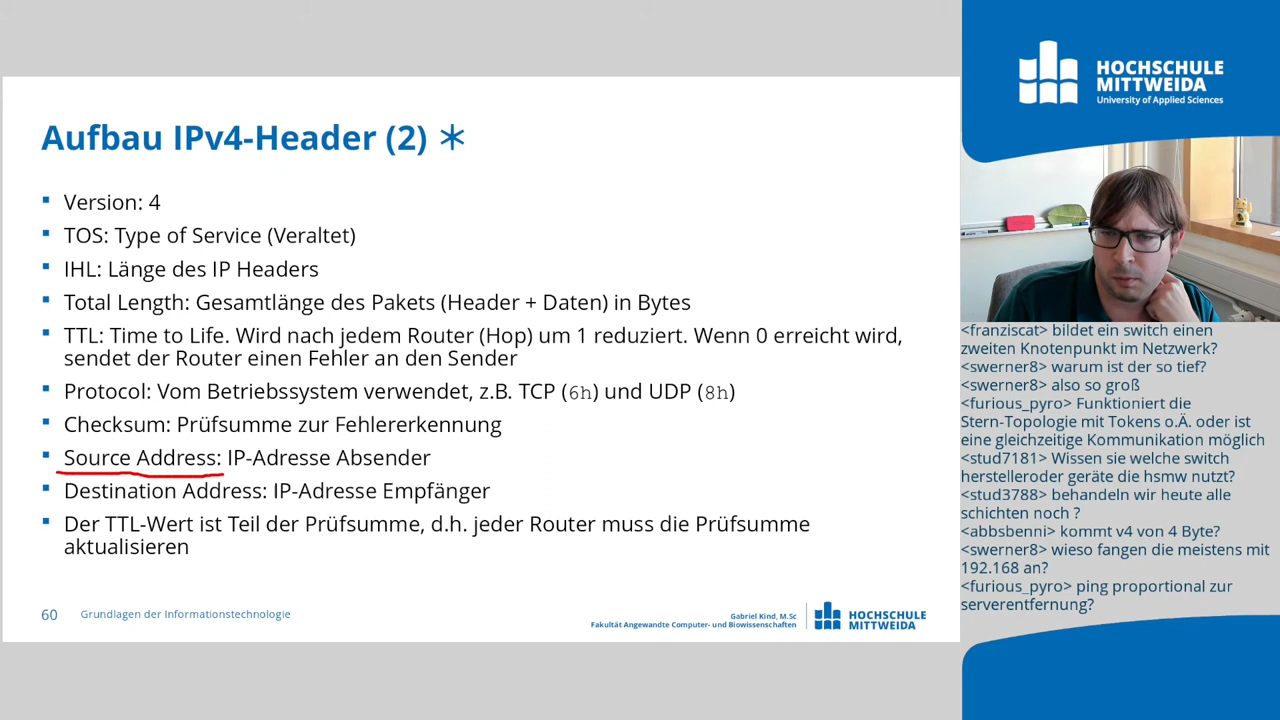 Aufbau IPv4-Header (2) ∗
Version: 4
TOS: Type of Service (Veraltet)
IHL: Länge des IP Headers
Total Length: Gesamtlänge des Pakets (Header + Daten) in Bytes
TTL: Time to Life. Wird nach jedem Router (Hop) um 1 reduziert. Wenn 0 erreicht wird,
sendet der Router einen Fehler an den Sender
Protocol: Vom Betriebssystem verwendet, z.B. TCP (6h) und UDP (8h)
Checksum: Prüfsumme zur Fehlererkennung
Source Address: IP-Adresse Absender
Destination Address: IP-Adresse Empfänger
Der TTL-Wert ist Teil der Prüfsumme, d.h. jeder Router muss die Prüfsumme
aktualisieren
60 Grundlagen der Informationstechnologie
Gabriel Kind, M.Sc
Fakultät Angewandte Computer- und Biowissenschaften
HOCHSCHULE
MITTWEIDA
HOCHSCHULE
MITTWEIDA
University of Applied Sciences
<franziscat> bildet ein switch einen
zweiten Knotenpunkt im Netzwerk?
<swerner8> warum ist der so tief?
<swerner8> also so groß
<furious_pyro> Funktioniert die
Stern-Topologie mit Tokens o.Ä. oder ist
eine gleichzeitige Kommunikation möglich
<stud7181> Wissen sie welche switch
herstelleroder geräte die hsmw nutzt?
<stud3788> behandeln wir heute alle
schichten noch ?
<abbsbenni> kommt v4 von 4 Byte?
<swerner8> wieso fangen die meistens mit
192.168 an?
<furious_pyro> ping proportional zur
serverentfernung?